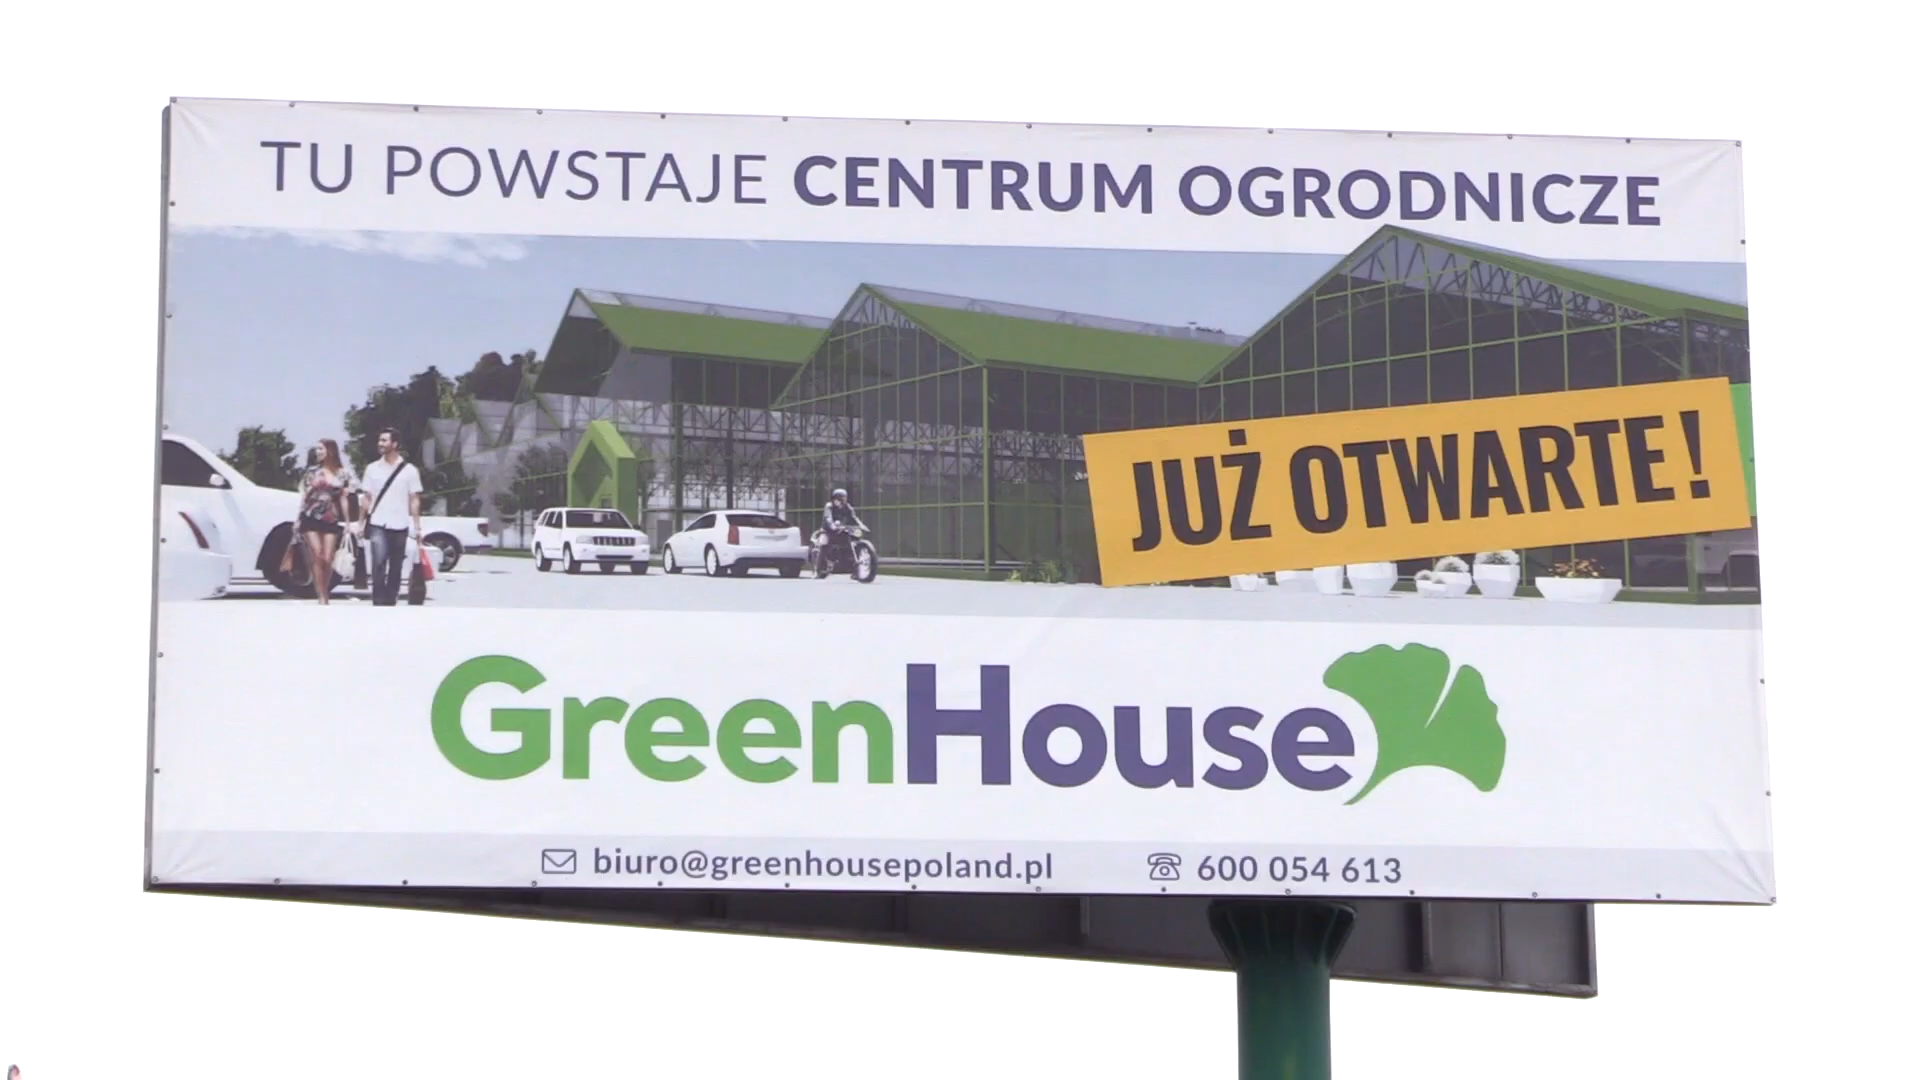 TU POWSTAJE CENTRUM OGRODNICZE
JUŻ OTWARTE!
GreenHouse
biuro@greenhousepoland.pl 600 054 613